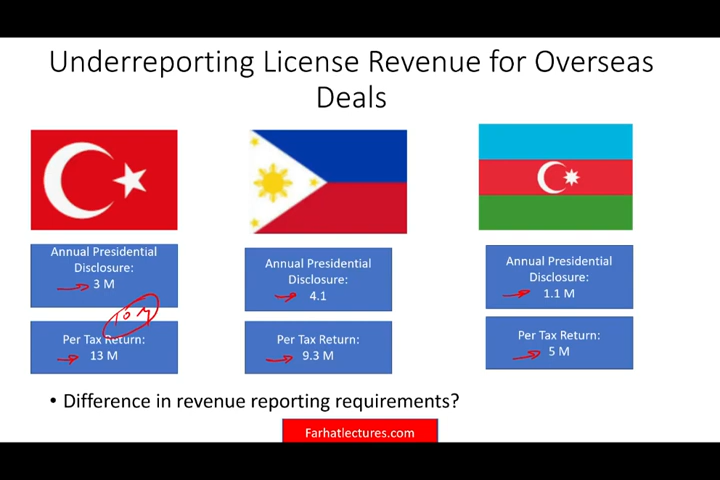 Underreporting License Revenue for Overseas
Deals
Annual Presidential
Disclosure:
3 M
Annual Presidential
Disclosure:
4.1
Annual Presidential
Disclosure:
1.1 M
10 M
Per Tax Return:
13 M
Per Tax Return:
9.3 M
Per Tax Return:
5 M
• Difference in revenue reporting requirements?
Farhatlectures.com